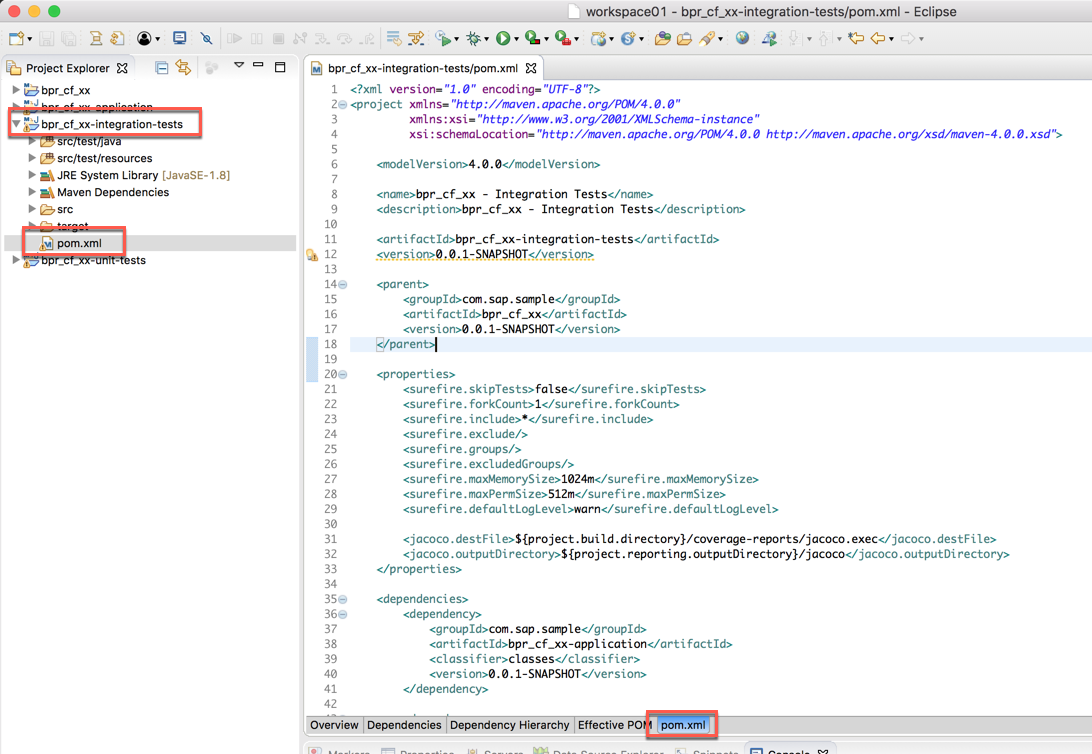 workspace01 - bpr_cf_xx-integration-tests/pom.xml - Eclipse
Project Explorer
bpr_cf_xx
bpr_cf_xx-application
bpr_cf_xx-integration-tests
src/test/java
src/test/resources
JRE System Library [JavaSE-1.8]
Maven Dependencies
src
target
pom.xml
bpr_cf_xx-unit-tests
bpr_cf_xx-integration-tests/pom.xml
1 <?xml version="1.0" encoding="UTF-8"?>
2 <project xmlns="http://maven.apache.org/POM/4.0.0"
3 xmlns:xsi="http://www.w3.org/2001/XMLSchema-instance"
4 xsi:schemaLocation="http://maven.apache.org/POM/4.0.0 http://maven.apache.org/xsd/maven-4.0.0.xsd">
5
6 <modelVersion>4.0.0</modelVersion>
7
8 <name>bpr_cf_xx - Integration Tests</name>
9 <description>bpr_cf_xx - Integration Tests</description>
10
11 <artifactId>bpr_cf_xx-integration-tests</artifactId>
12 <version>0.0.1-SNAPSHOT</version>
13
14 <parent>
15 <groupId>com.sap.sample</groupId>
16 <artifactId>bpr_cf_xx</artifactId>
17 <version>0.0.1-SNAPSHOT</version>
18 </parent>
19
20 <properties>
21 <surefire.skipTests>false</surefire.skipTests>
22 <surefire.forkCount>1</surefire.forkCount>
23 <surefire.include>*</surefire.include>
24 <surefire.exclude/>
25 <surefire.groups/>
26 <surefire.excludedGroups/>
27 <surefire.maxMemorySize>1024m</surefire.maxMemorySize>
28 <surefire.maxPermSize>512m</surefire.maxPermSize>
29 <surefire.defaultLogLevel>warn</surefire.defaultLogLevel>
30
31 <jacoco.destFile>${project.build.directory}/coverage-reports/jacoco.exec</jacoco.destFile>
32 <jacoco.outputDirectory>${project.reporting.outputDirectory}/jacoco</jacoco.outputDirectory>
33 </properties>
34
35 <dependencies>
36 <dependency>
37 <groupId>com.sap.sample</groupId>
38 <artifactId>bpr_cf_xx-application</artifactId>
39 <classifier>classes</classifier>
40 <version>0.0.1-SNAPSHOT</version>
41 </dependency>
42
Overview Dependencies Dependency Hierarchy Effective POM pom.xml
Markers Properties Servers Data Source Explorer Snippets Console